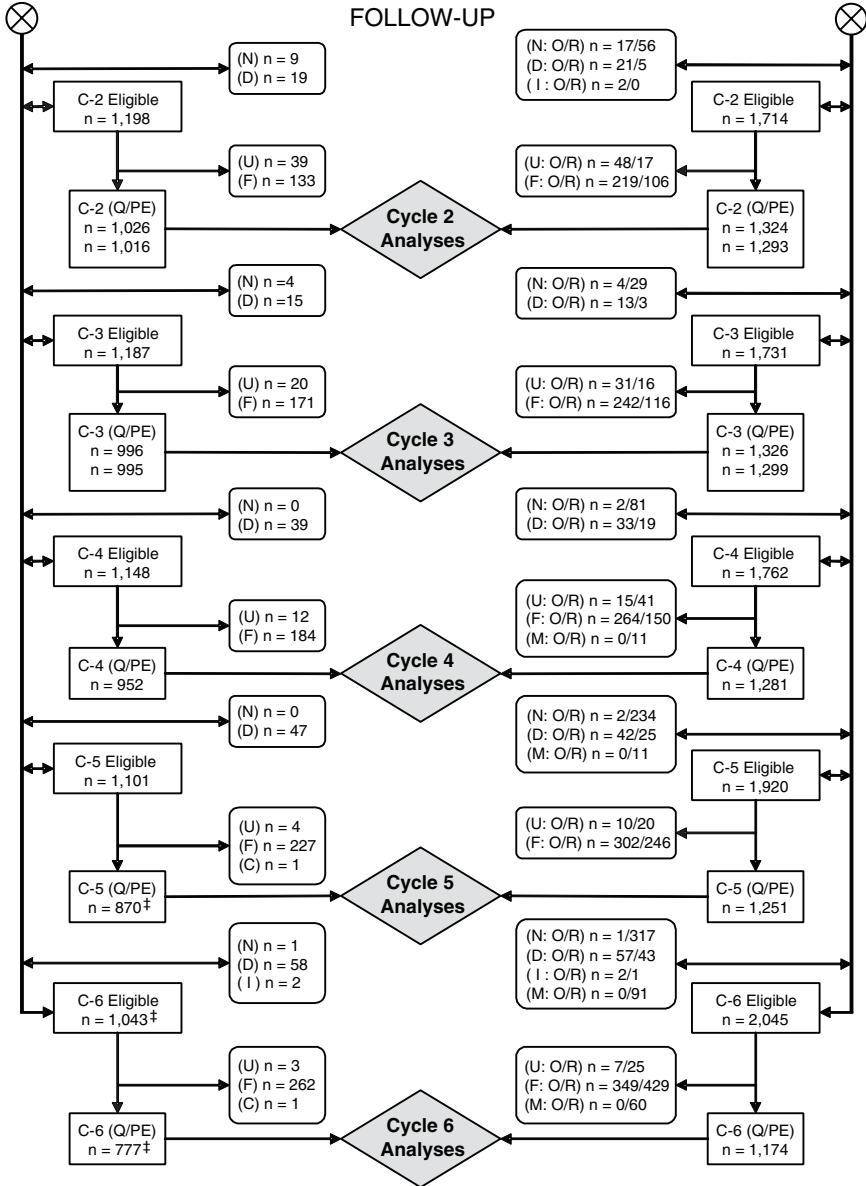 FOLLOW-UP
(N) n = 9
(D) n = 19
(N: O/R) n = 17/56
(D: O/R) n = 21/5
( I : O/R) n = 2/0
C-2 Eligible
n = 1,198
C-2 Eligible
n = 1,714
(U) n = 39
(F) n = 133
(U: O/R) n = 48/17
(F: O/R) n = 219/106
C-2 (Q/PE)
n = 1,026
n = 1,016
Cycle 2
Analyses
C-2 (Q/PE)
n = 1,324
n = 1,293
(N) n =4
(D) n =15
(N: O/R) n = 4/29
(D: O/R) n = 13/3
C-3 Eligible
n = 1,187
C-3 Eligible
n = 1,731
(U) n = 20
(F) n = 171
(U: O/R) n = 31/16
(F: O/R) n = 242/116
C-3 (Q/PE)
n = 996
n = 995
Cycle 3
Analyses
C-3 (Q/PE)
n = 1,326
n = 1,299
(N) n = 0
(D) n = 39
(N: O/R) n = 2/81
(D: O/R) n = 33/19
C-4 Eligible
n = 1,148
C-4 Eligible
n = 1,762
(U) n = 12
(F) n = 184
(U: O/R) n = 15/41
(F: O/R) n = 264/150
(M: O/R) n = 0/11
C-4 (Q/PE)
n = 952
Cycle 4
Analyses
C-4 (Q/PE)
n = 1,281
(N) n = 0
(D) n = 47
(N: O/R) n = 2/234
(D: O/R) n = 42/25
(M: O/R) n = 0/11
C-5 Eligible
n = 1,101
C-5 Eligible
n = 1,920
(U) n = 4
(F) n = 227
(C) n = 1
(U: O/R) n = 10/20
(F: O/R) n = 302/246
C-5 (Q/PE)
n = 870‡
Cycle 5
Analyses
C-5 (Q/PE)
n = 1,251
(N) n = 1
(D) n = 58
( I ) n = 2
(N: O/R) n = 1/317
(D: O/R) n = 57/43
( I : O/R) n = 2/1
(M: O/R) n = 0/91
C-6 Eligible
n = 1,043‡
C-6 Eligible
n = 2,045
(U) n = 3
(F) n = 262
(C) n = 1
(U: O/R) n = 7/25
(F: O/R) n = 349/429
(M: O/R) n = 0/60
C-6 (Q/PE)
n = 777‡
Cycle 6
Analyses
C-6 (Q/PE)
n = 1,174